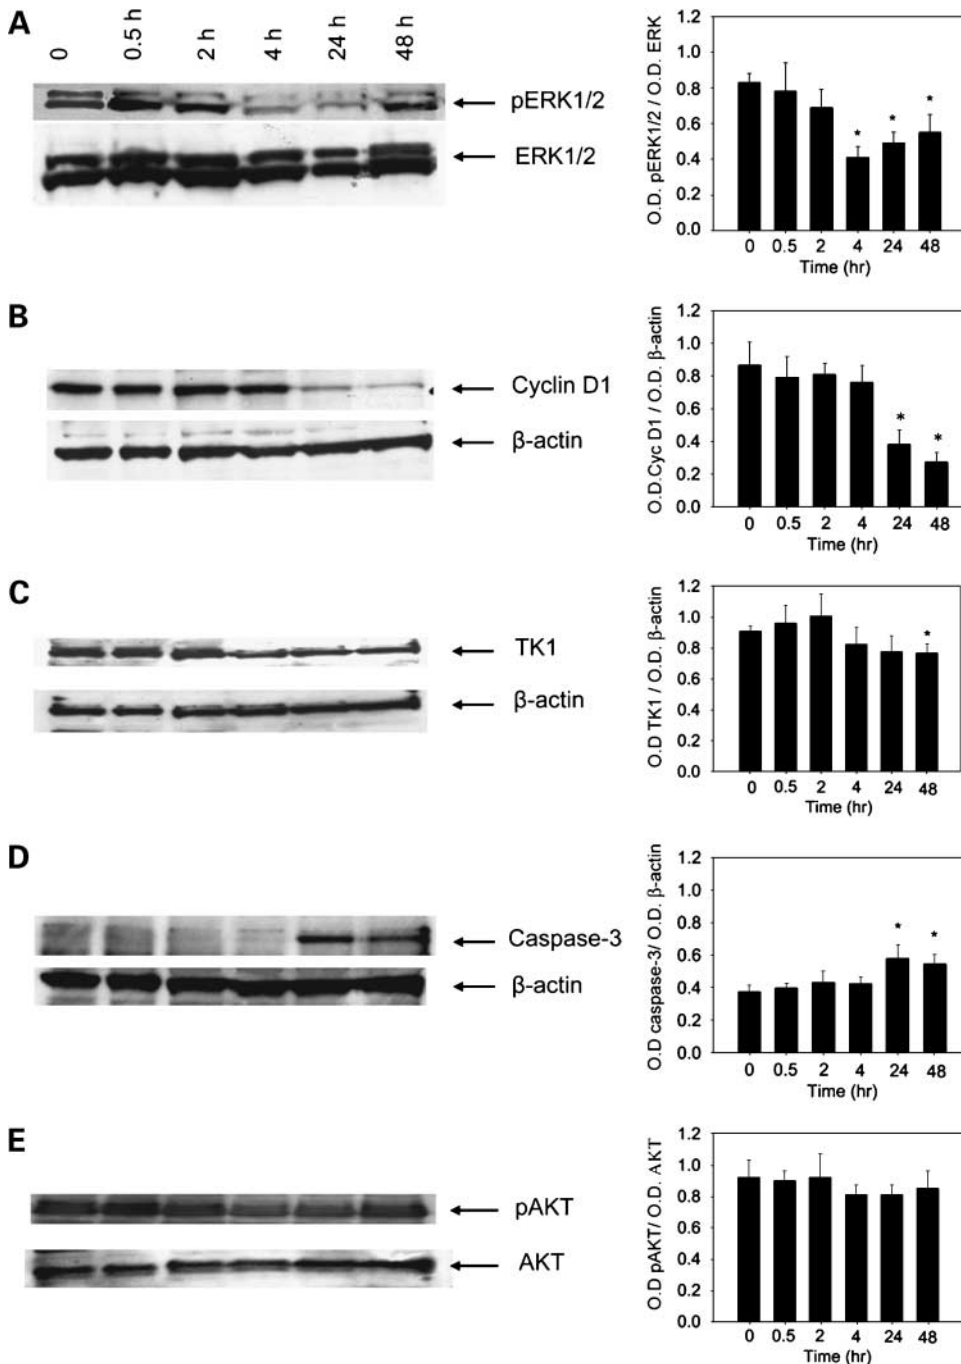 A
0
0.5 h
2 h
4 h
24 h
48 h
pERK1/2
ERK1/2
O.D. pERK1/2 / O.D. ERK
1.2
1.0
0.8
0.6
0.4
0.2
0.0
* * *
0 0.5 2 4 24 48
Time (hr)
B
Cyclin D1
β-actin
O.D.Cyc D1 / O.D. β-actin
1.2
1.0
0.8
0.6
0.4
0.2
0.0
* *
0 0.5 2 4 24 48
Time (hr)
C
TK1
β-actin
O.D TK1 / O.D. β-actin
1.2
1.0
0.8
0.6
0.4
0.2
0.0
*
0 0.5 2 4 24 48
Time (hr)
D
Caspase-3
β-actin
O.D caspase-3/ O.D. β-actin
1.2
1.0
0.8
0.6
0.4
0.2
0.0
* *
0 0.5 2 4 24 48
Time (hr)
E
pAKT
AKT
O.D pAKT/ O.D. AKT
1.2
1.0
0.8
0.6
0.4
0.2
0.0
0 0.5 2 4 24 48
Time (hr)